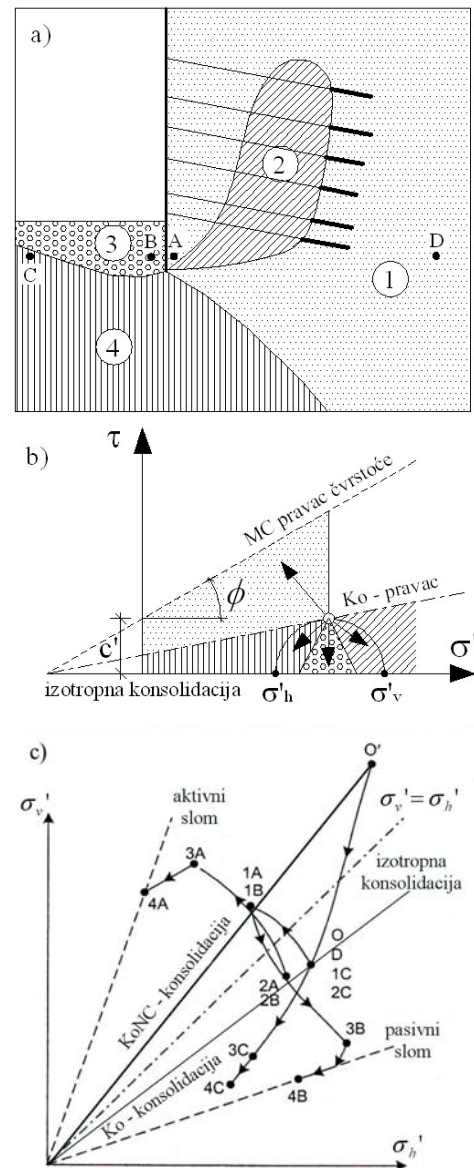 a)
2
3
B
A
D
C
1
4
b)
τ
MC pravac čvrstoće
ϕ
Ko - pravac
c'
σ'
izotropna konsolidacija
σ'h
σ'v
c)
O'
σv'
aktivni
slom
σv'=σh'
3A
1A
1B
izotropna
konsolidacija
4A
KoNC - konsolidacija
O
D
1C
2C
2A
2B
3B
pasivni
slom
3C
4C
4B
Ko - konsolidacija
σh'